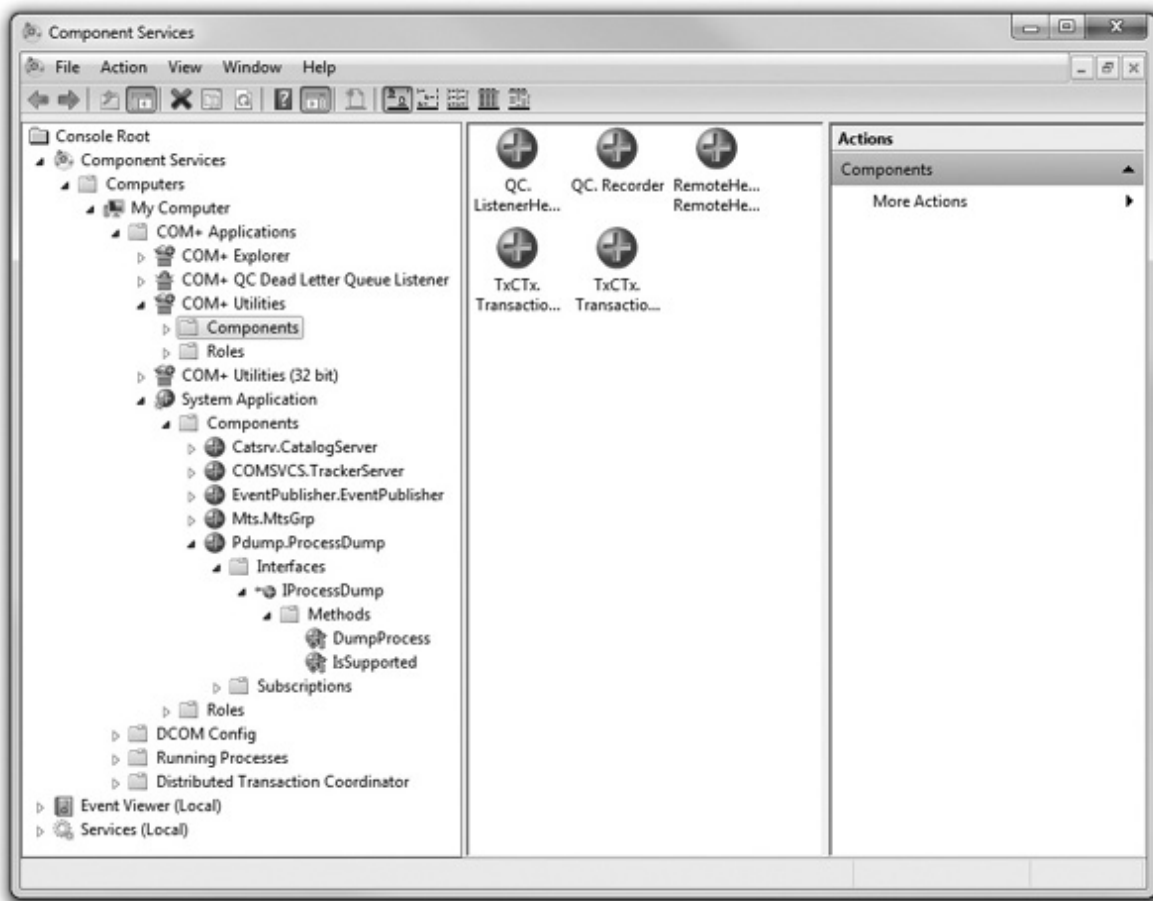 Component Services
File Action View Window Help
Console Root
Component Services
Computers
My Computer
COM+ Applications
COM+ Explorer
COM+ QC Dead Letter Queue Listener
COM+ Utilities
Components
Roles
COM+ Utilities (32 bit)
System Application
Components
Catsrv.CatalogServer
COMSVCS.TrackerServer
EventPublisher.EventPublisher
Mts.MtsGrp
Pdump.ProcessDump
Interfaces
IProcessDump
Methods
DumpProcess
IsSupported
Subscriptions
Roles
DCOM Config
Running Processes
Distributed Transaction Coordinator
Event Viewer (Local)
Services (Local)
QC.
ListenerHe...
QC. Recorder
RemoteHe...
RemoteHe...
TxCTx.
Transactio...
TxCTx.
Transactio...
Actions
Components
More Actions